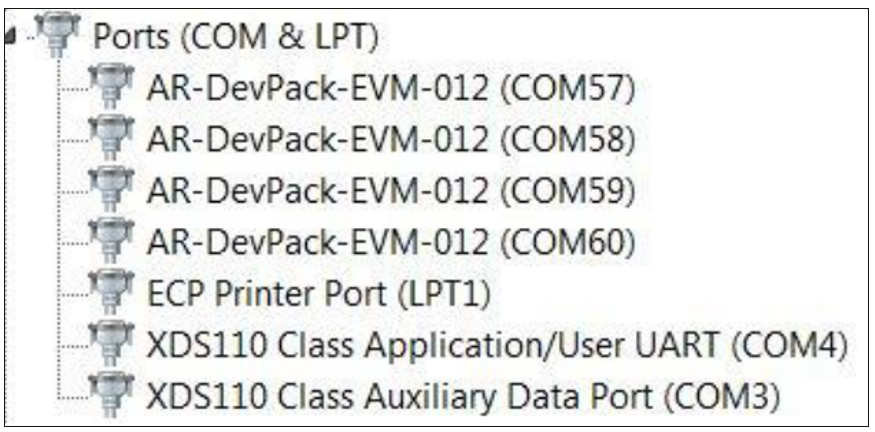 Ports (COM & LPT)
AR-DevPack-EVM-012 (COM57)
AR-DevPack-EVM-012 (COM58)
AR-DevPack-EVM-012 (COM59)
AR-DevPack-EVM-012 (COM60)
ECP Printer Port (LPT1)
XDS110 Class Application/User UART (COM4)
XDS110 Class Auxiliary Data Port (COM3)